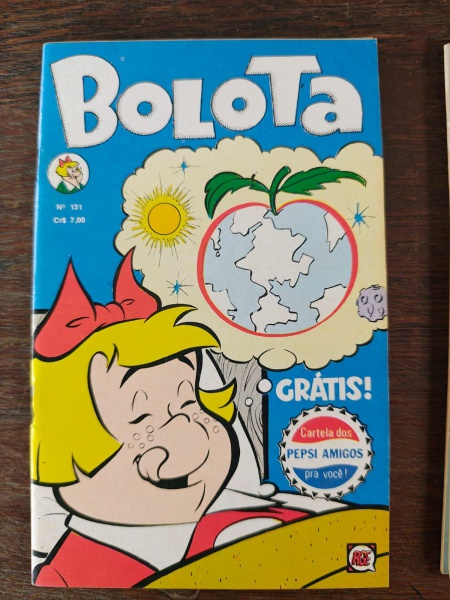 BOLOTA
Nº 131
Cr$ 7,00
GRÁTIS!
Cartela dos
PEPSI AMIGOS
pra você!
RGE